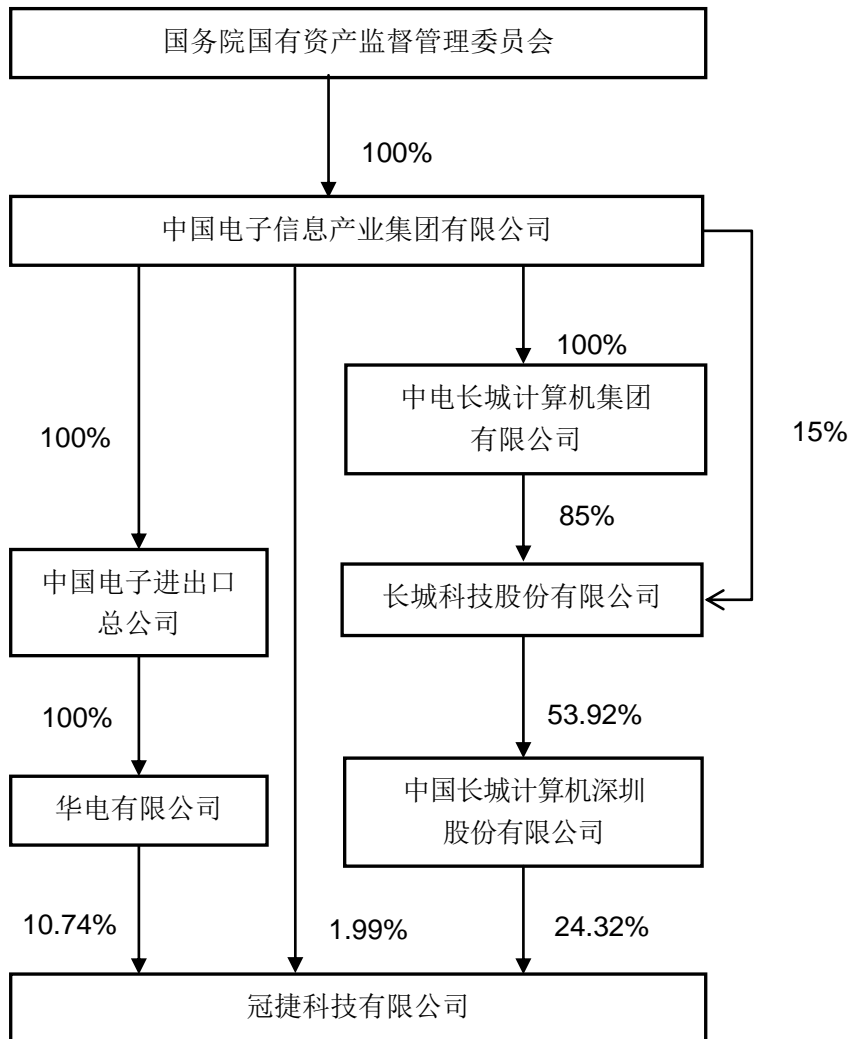 国务院国有资产监督管理委员会
100%
中国电子信息产业集团有限公司
100%
中电长城计算机集团
有限公司
100%
15%
85%
中国电子进出口
总公司
长城科技股份有限公司
100%
53.92%
华电有限公司
中国长城计算机深圳
股份有限公司
10.74%
1.99%
24.32%
冠捷科技有限公司